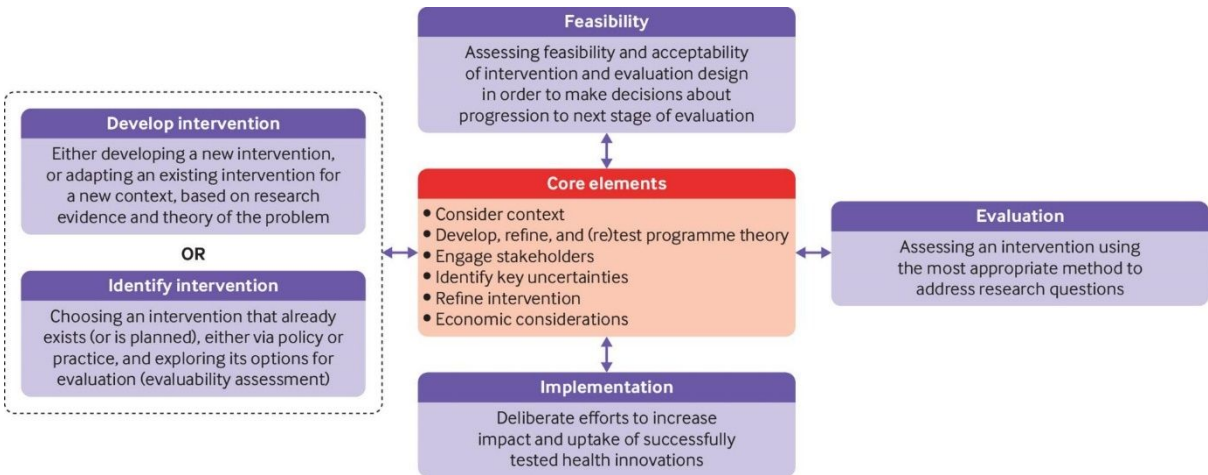 Feasibility
Assessing feasibility and acceptability
of intervention and evaluation design
in order to make decisions about
progression to next stage of evaluation
Develop intervention
Either developing a new intervention,
or adapting an existing intervention for
a new context, based on research
evidence and theory of the problem
OR
Identify intervention
Choosing an intervention that already
exists (or is planned), either via policy or
practice, and exploring its options for
evaluation (evaluability assessment)
Core elements
• Consider context
• Develop, refine, and (re)test programme theory
• Engage stakeholders
• Identify key uncertainties
• Refine intervention
• Economic considerations
Evaluation
Assessing an intervention using
the most appropriate method to
address research questions
Implementation
Deliberate efforts to increase
impact and uptake of successfully
tested health innovations